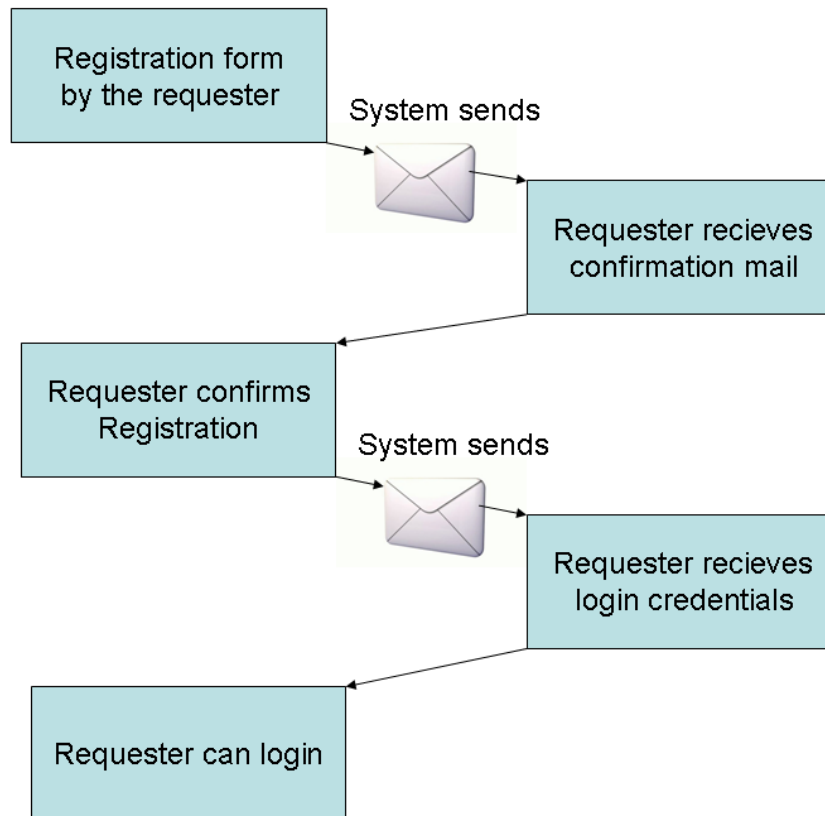 Registration form
by the requester
System sends
Requester recieves
confirmation mail
Requester confirms
Registration
System sends
Requester recieves
login credentials
Requester can login